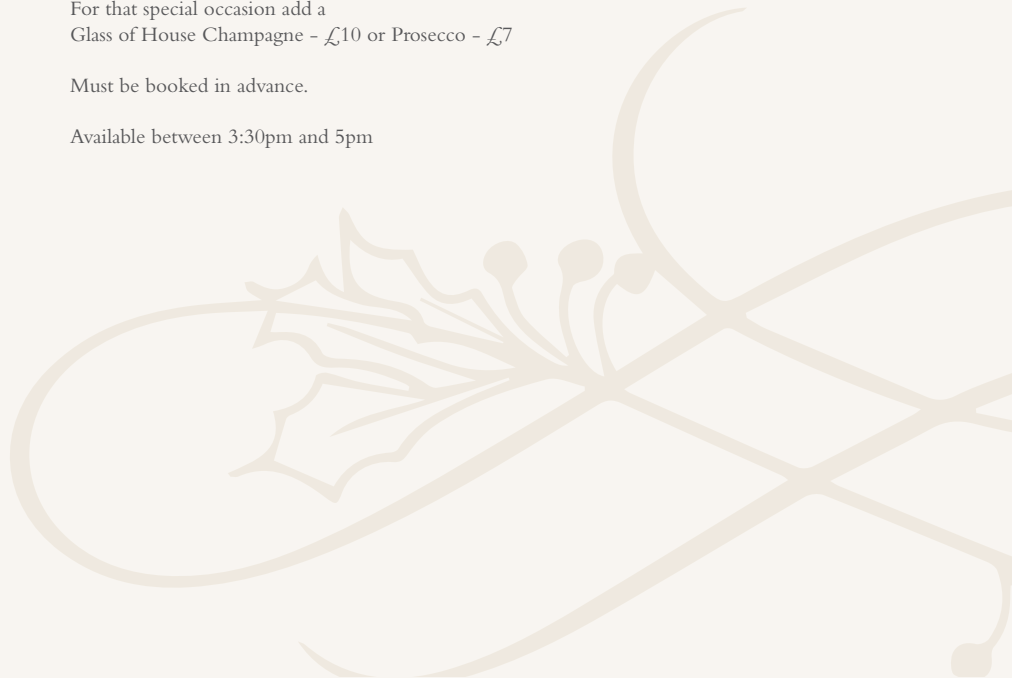 For that special occasion add a
Glass of House Champagne - £10 or Prosecco - £7
Must be booked in advance.
Available between 3:30pm and 5pm